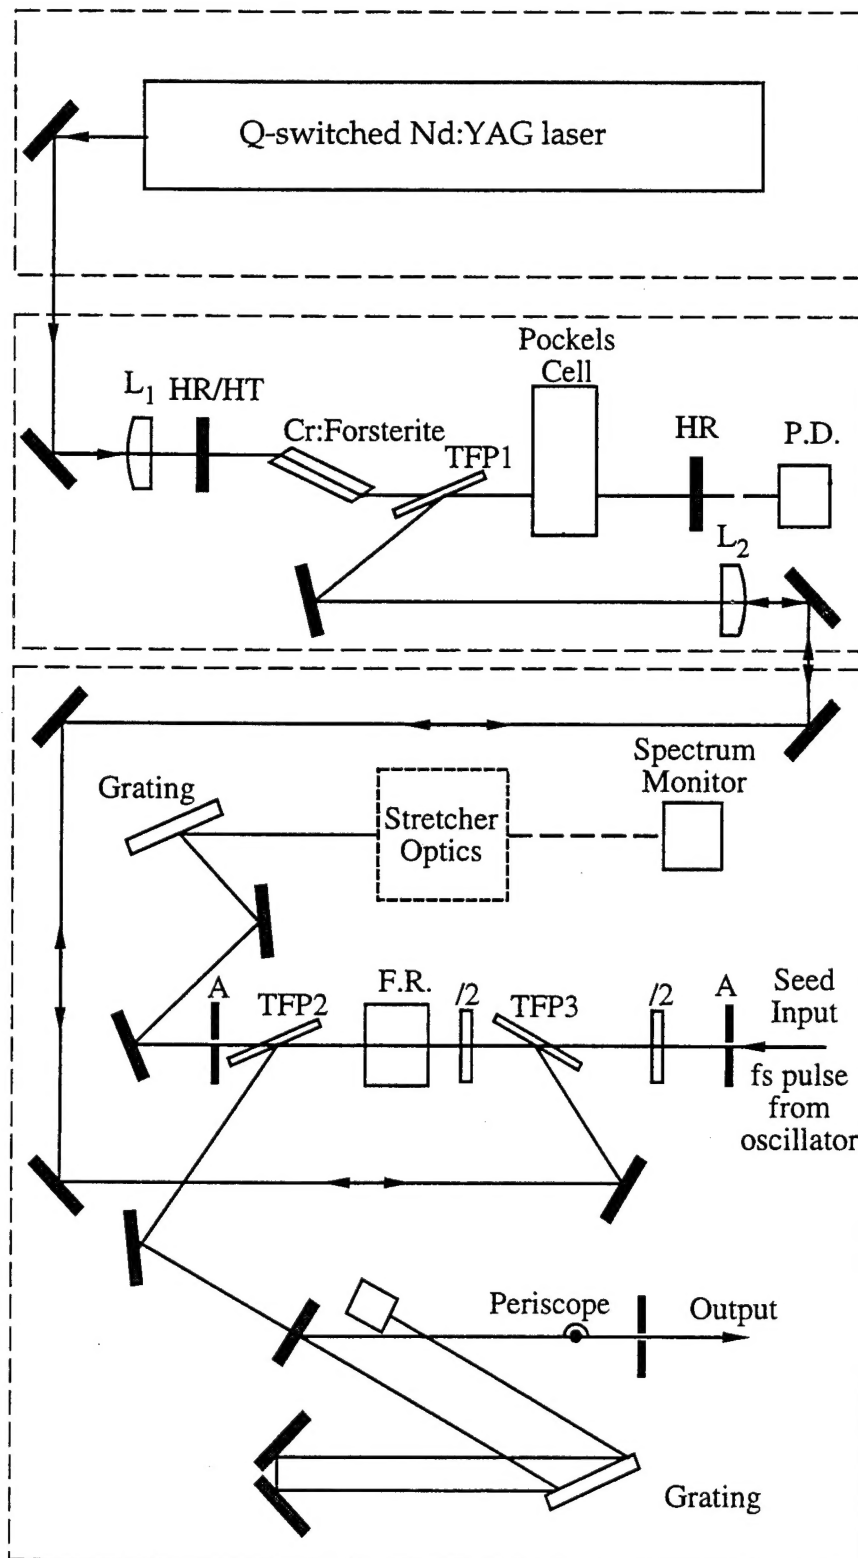 Q-switched Nd:YAG laser
Pockels
Cell
L1
HR/HT
Cr:Forsterite
TFP1
HR
P.D.
L2
Spectrum
Monitor
Grating
Stretcher
Optics
A
TFP2
F.R.
/2
TFP3
/2
A
Seed
Input
fs pulse
from
oscillator
Periscope
Output
Grating